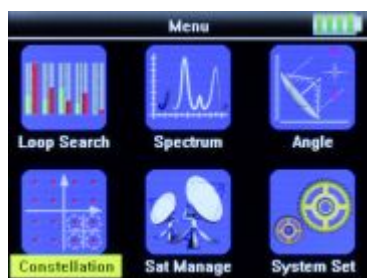 Menu
Loop Search Spectrum Angle
Constellation Sat Manage System Set